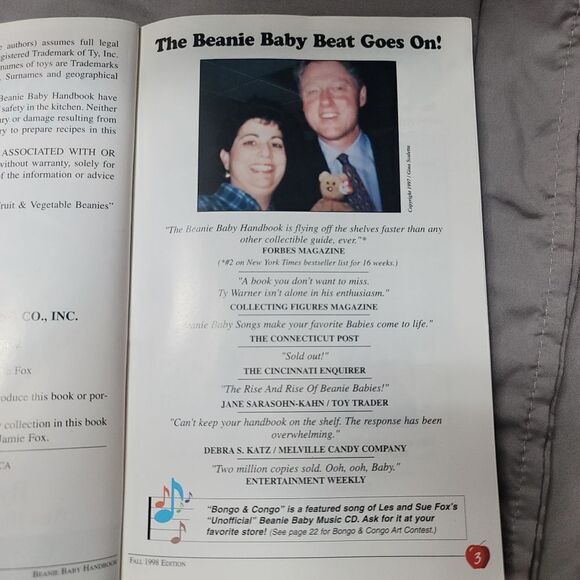 authors) assumes full legal
gistered Trademark of Ty, Inc.
names of toys are Trademarks
Surnames and geographical
Beanie Baby Handbook have
safety in the kitchen. Neither
ury or damage resulting from
ry to prepare recipes in this
ASSOCIATED WITH OR
without warranty, solely for
of the information or advice
ruit & Vegetable Beanies"
CO., INC.
Fox
roduce this book or por-
collection in this book
Jamie Fox.
CA
BEANIE BABY HANDBOOK
The Beanie Baby Beat Goes On!
Copyright 1997 / Gina Scaletta
"The Beanie Baby Handbook is flying off the shelves faster than any
other collectible guide, ever."*
FORBES MAGAZINE
(*#2 on New York Times bestseller list for 16 weeks.)
"A book you don't want to miss.
Ty Warner isn't alone in his enthusiasm."
COLLECTING FIGURES MAGAZINE
"Beanie Baby Songs make your favorite Babies come to life."
THE CONNECTICUT POST
"Sold out!"
THE CINCINNATI ENQUIRER
"The Rise And Rise Of Beanie Babies!"
JANE SARASOHN-KAHN / TOY TRADER
"Can't keep your handbook on the shelf. The response has been
overwhelming."
DEBRA S. KATZ / MELVILLE CANDY COMPANY
"Two million copies sold. Ooh, ooh, Baby."
ENTERTAINMENT WEEKLY
"Bongo & Congo" is a featured song of Les and Sue Fox's
"Unofficial" Beanie Baby Music CD. Ask for it at your
favorite store! (See page 22 for Bongo & Congo Art Contest.)
FALL 1998 EDITION
3